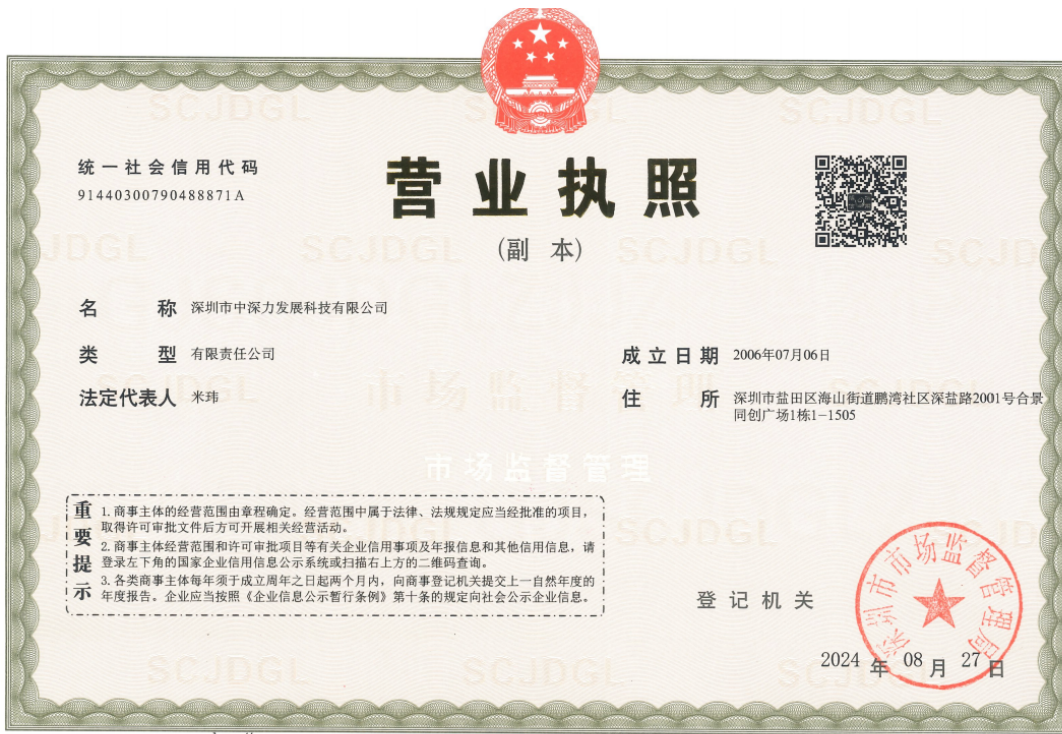 统一社会信用代码
91440300790488871A
营业执照
(副 本)
名 称 深圳市中深力发展科技有限公司
类 型 有限责任公司
成立日期 2006年07月06日
法定代表人 米玮
住 所 深圳市盐田区海山街道鹏湾社区深盐路2001号合景
同创广场1栋1-1505
市场监督管理
市场监督管理
重要提示
1. 商事主体的经营范围由章程确定。经营范围中属于法律、法规规定应当经批准的项目,
取得许可审批文件后方可开展相关经营活动。
2. 商事主体经营范围和许可审批项目等有关企业信用事项及年报信息和其他信用信息,请
登录左下角的国家企业信用信息公示系统或扫描右上方的二维码查询。
3. 各类商事主体每年须于成立周年之日起两个月内,向商事登记机关提交上一自然年度的
年度报告。企业应当按照《企业信息公示暂行条例》第十条的规定向社会公示企业信息。
登记机关
深圳市市场监督管理局
2024 年 08 月 27 日
SCJDGL